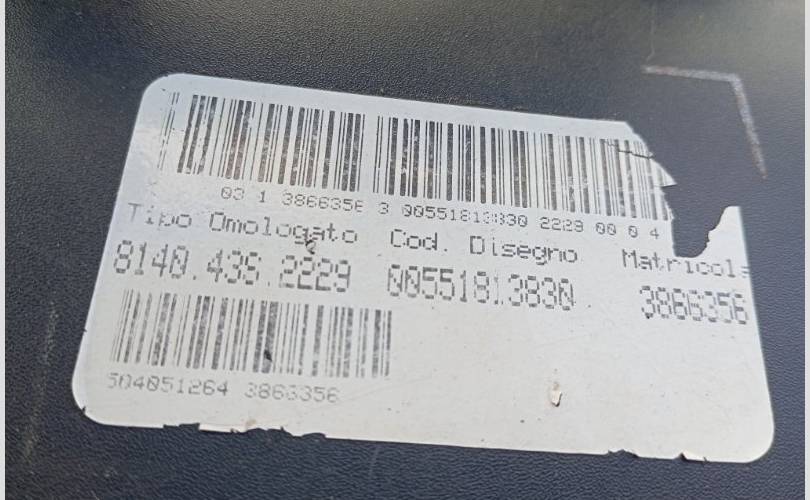 03 1 3866356 3 00551813830 2229 00 0 4
Tipo Omologato Cod. Disegno Matricola
8140.43S.2229 00551813830 3866356
504051264 3866356